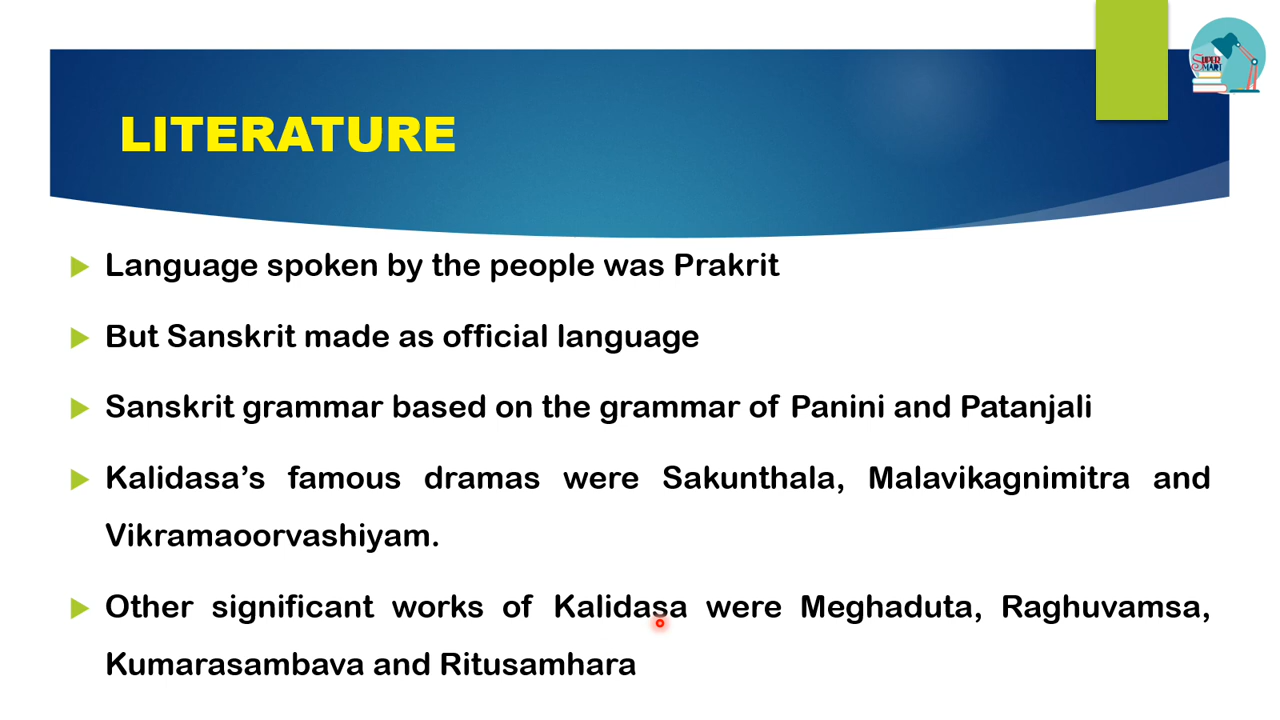 SUPER
SMART
LITERATURE
Language spoken by the people was Prakrit
But Sanskrit made as official language
Sanskrit grammar based on the grammar of Panini and Patanjali
Kalidasa’s famous dramas were Sakunthala, Malavikagnimitra and
Vikramaoorvashiyam.
Other significant works of Kalidasa were Meghaduta, Raghuvamsa,
Kumarasambava and Ritusamhara